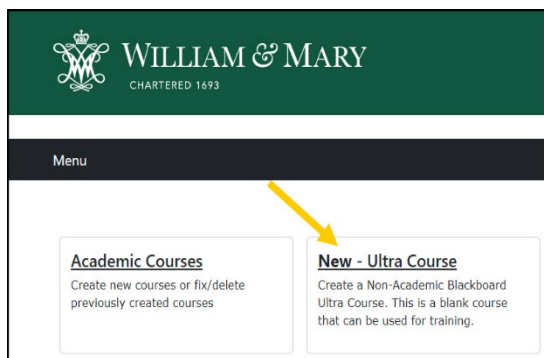 WILLIAM & MARY
CHARTERED 1693
Menu
Academic Courses
Create new courses or fix/delete
previously created courses
New - Ultra Course
Create a Non-Academic Blackboard
Ultra Course. This is a blank course
that can be used for training.